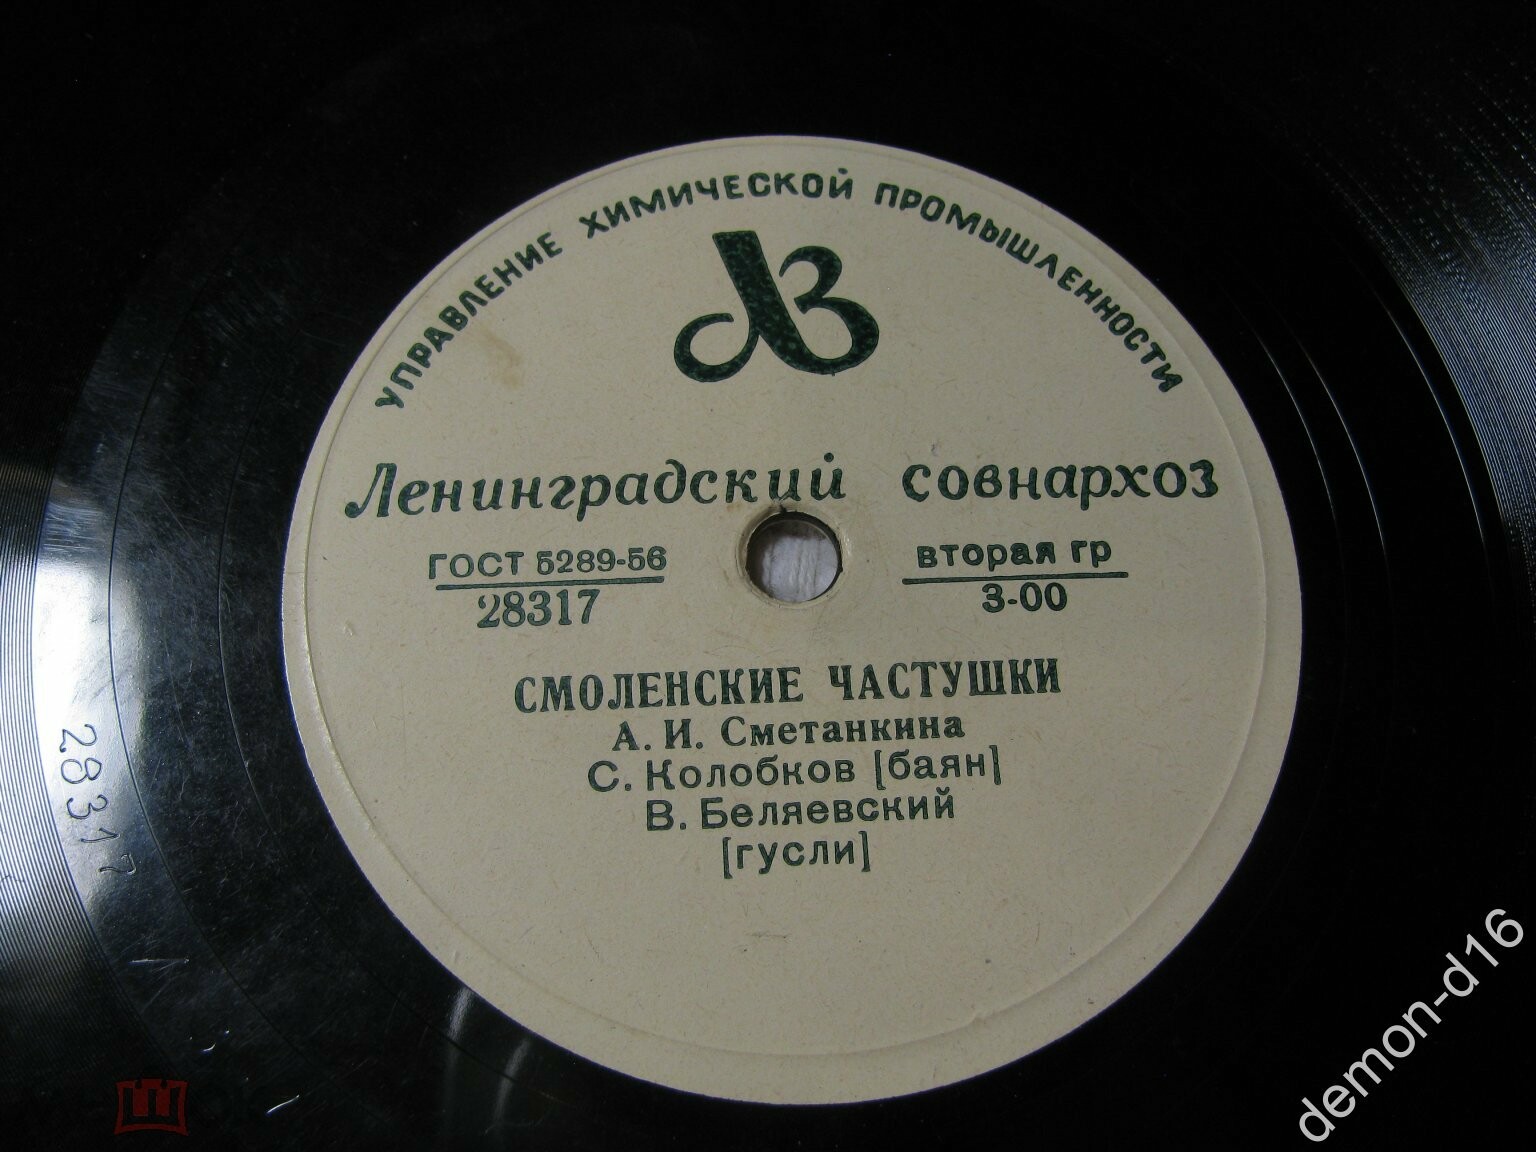 УПРАВЛЕНИЕ ХИМИЧЕСКОЙ ПРОМЫШЛЕННОСТИ
ЛЗ
Ленинградский совнархоз
ГОСТ 5289-56 вторая гр
28317 3-00
СМОЛЕНСКИЕ ЧАСТУШКИ
А. И. Сметанкина
С. Колобков [баян]
В. Беляевский
[гусли]
28317
demon-d16